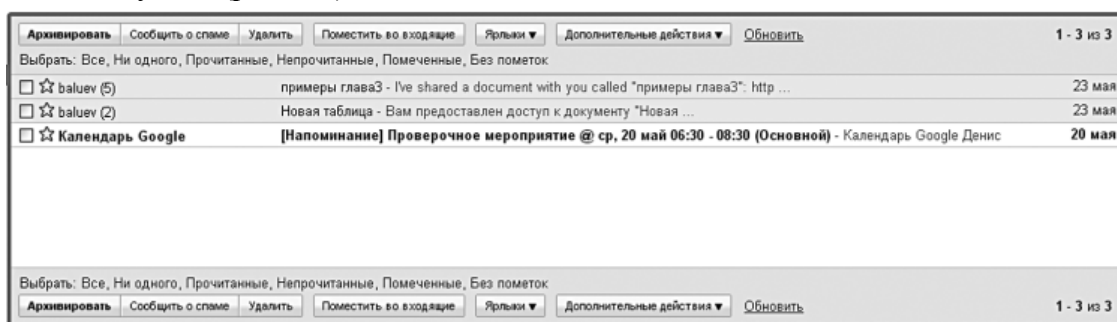 Архивировать Сообщить о спаме Удалить Поместить во входящие Ярлыки ▼ Дополнительные действия ▼ Обновить 1 - 3 из 3
Выбрать: Все, Ни одного, Прочитанные, Непрочитанные, Помеченные, Без пометок
baluev (5) примеры глава3 - I've shared a document with you called "примеры глава3": http ... 23 мая
baluev (2) Новая таблица - Вам предоставлен доступ к документу "Новая ... 23 мая
Календарь Google [Напоминание] Проверочное мероприятие @ ср, 20 май 06:30 - 08:30 (Основной) - Календарь Google Денис 20 мая
Выбрать: Все, Ни одного, Прочитанные, Непрочитанные, Помеченные, Без пометок
Архивировать Сообщить о спаме Удалить Поместить во входящие Ярлыки ▼ Дополнительные действия ▼ Обновить 1 - 3 из 3